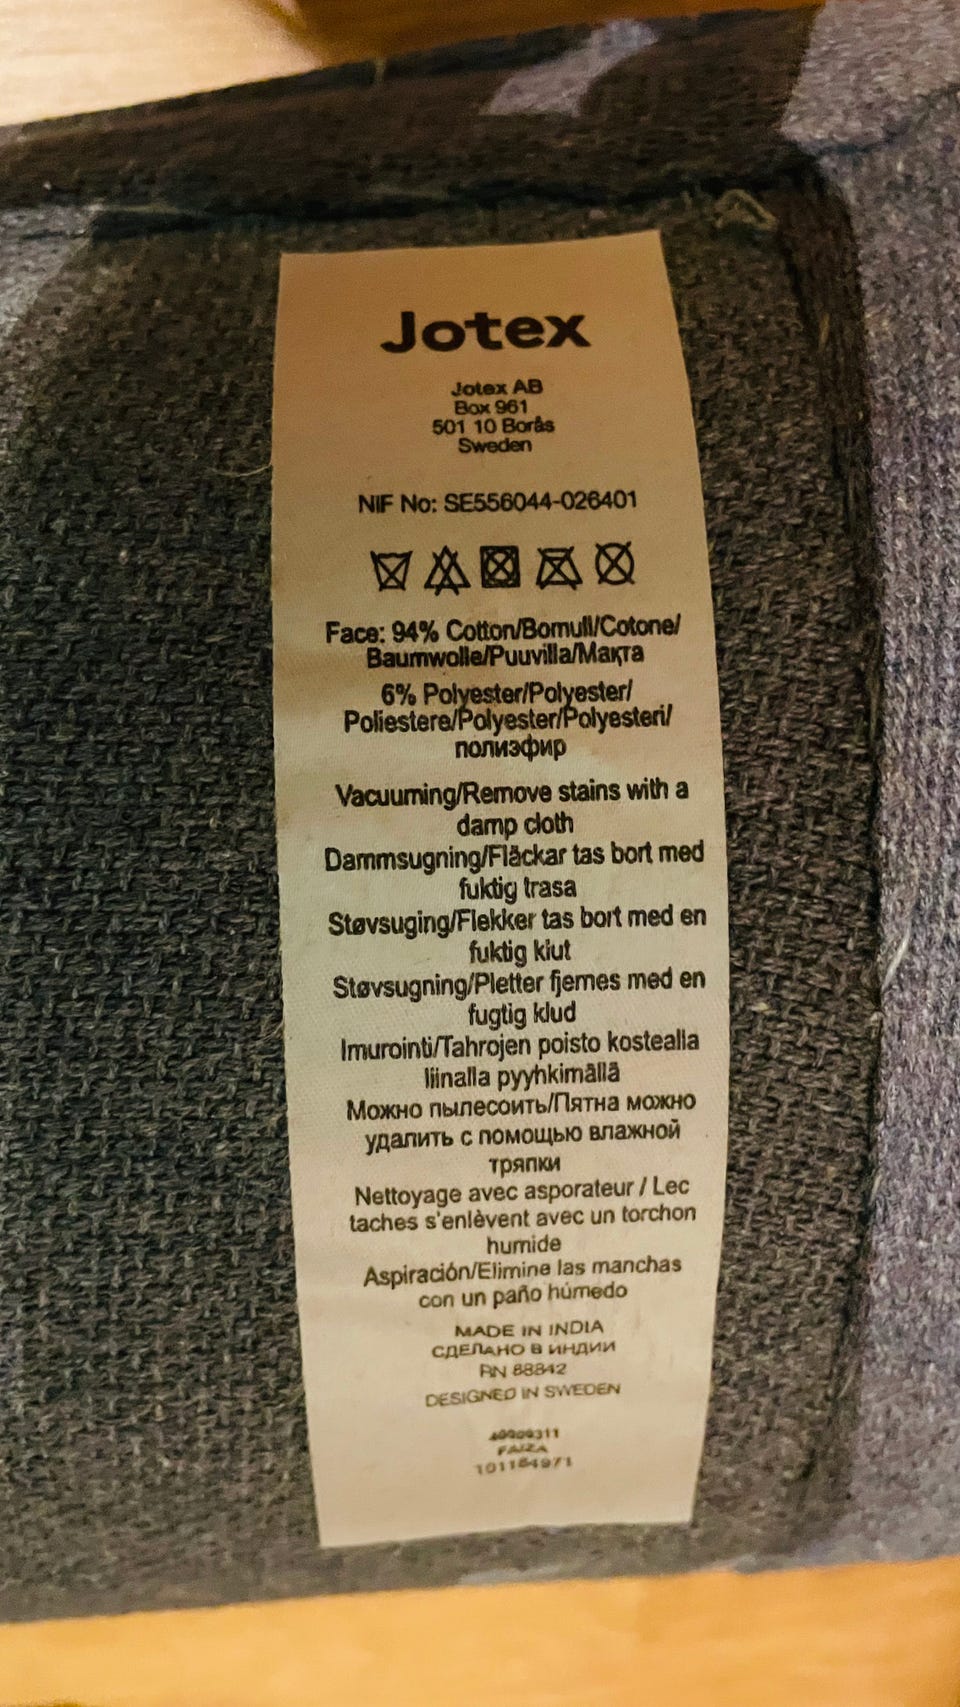 Jotex
Jotex AB
Box 961
501 10 Borås
Sweden
NIF No: SE556044-026401
Face: 94% Cotton/Bomull/Cotone/
Baumwolle/Puuvilla/Мақта
6% Polyester/Polyester/
Poliestere/Polyester/Polyesteri/
полиэфир
Vacuuming/Remove stains with a
damp cloth
Dammsugning/Fläckar tas bort med
fuktig trasa
Støvsuging/Flekker tas bort med en
fuktig klut
Støvsugning/Pletter fjernes med en
fugtig klud
Imurointi/Tahrojen poisto kostealla
liinalla pyyhkimällä
Можно пылесоить/Пятна можно
удалить с помощью влажной
тряпки
Nettoyage avec asporateur / Lec
taches s'enlèvent avec un torchon
humide
Aspiración/Elimine las manchas
con un paño húmedo
MADE IN INDIA
СДЕЛАНО В ИНДИИ
RN 88842
DESIGNED IN SWEDEN
FAIZA